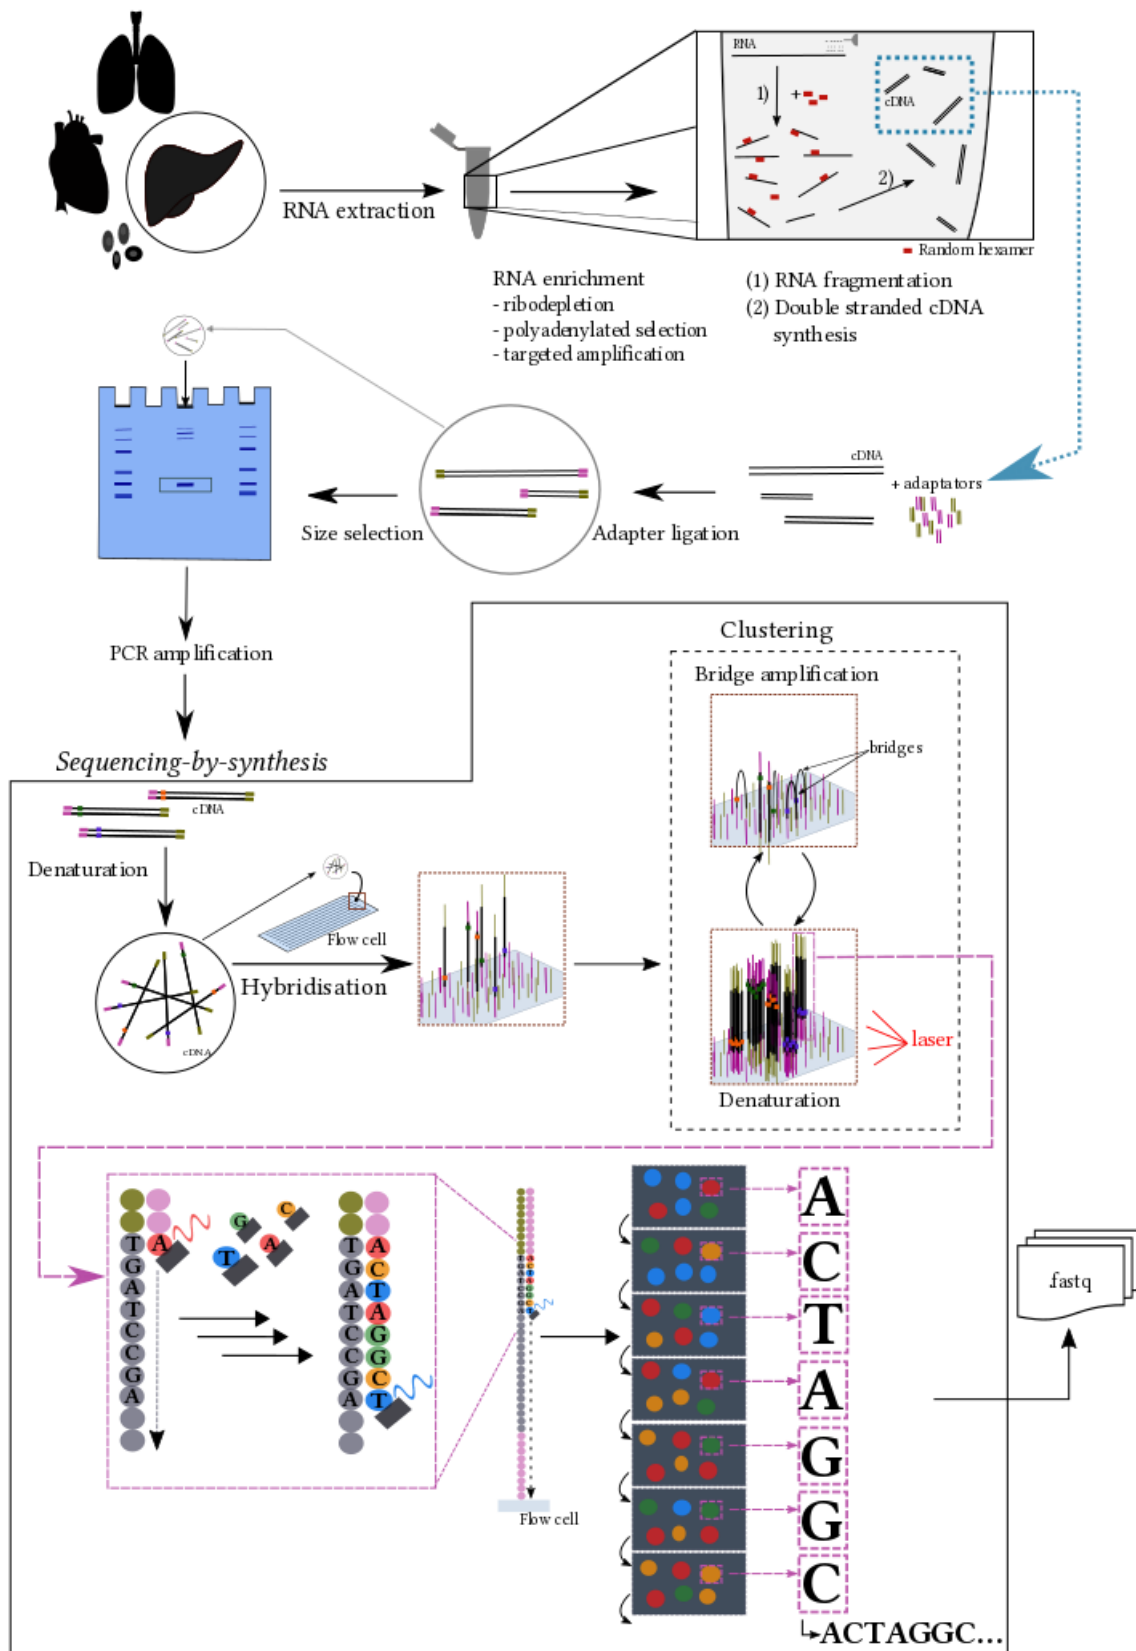 RNA
1)
+
cDNA
2)
RNA extraction
Random hexamer
RNA enrichment
- ribodepletion
- polyadenylated selection
- targeted amplification
(1) RNA fragmentation
(2) Double stranded cDNA
synthesis
cDNA
+ adaptators
Size selection
Adapter ligation
PCR amplification
Clustering
Bridge amplification
bridges
Sequencing-by-synthesis
cDNA
Denaturation
Flow cell
Hybridisation
cDNA
laser
Denaturation
T
G
A
T
C
C
G
A
A
G
C
T
A
T
G
A
T
C
C
G
A
A
C
T
A
G
G
C
T
Flow cell
A
C
T
A
G
G
C
ACTAGGC...
.fastq